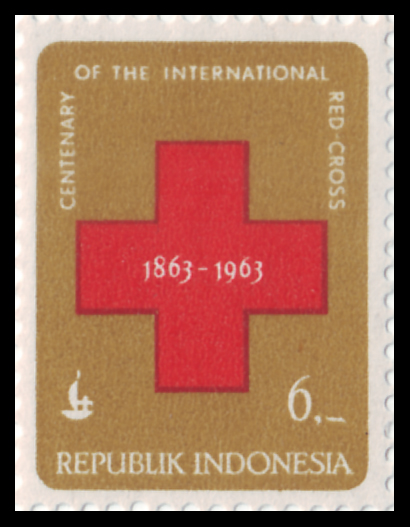 CENTENARY
OF THE INTERNATIONAL
RED-CROSS
1863-1963
6,-
REPUBLIK INDONESIA